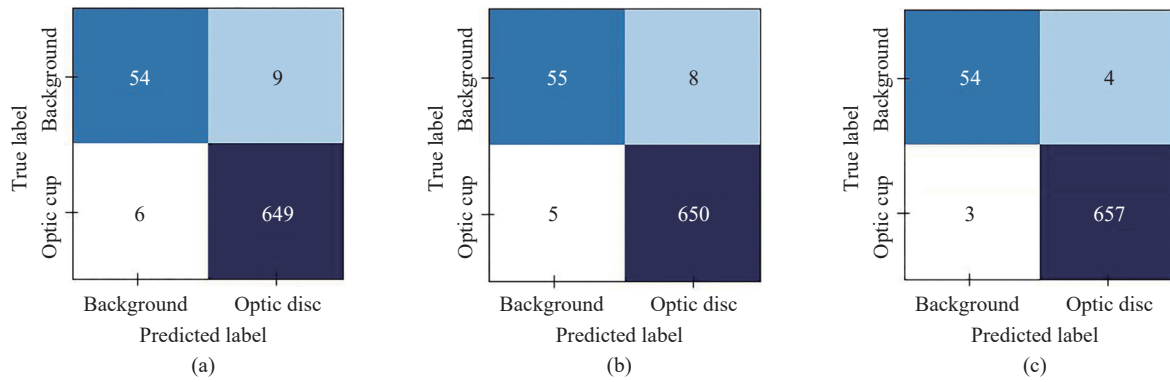 True label
Background
Optic cup
54
9
6
649
Background
Optic disc
Predicted label
(a)
True label
Background
Optic cup
55
8
5
650
Background
Optic disc
Predicted label
(b)
True label
Background
Optic cup
54
4
3
657
Background
Optic disc
Predicted label
(c)